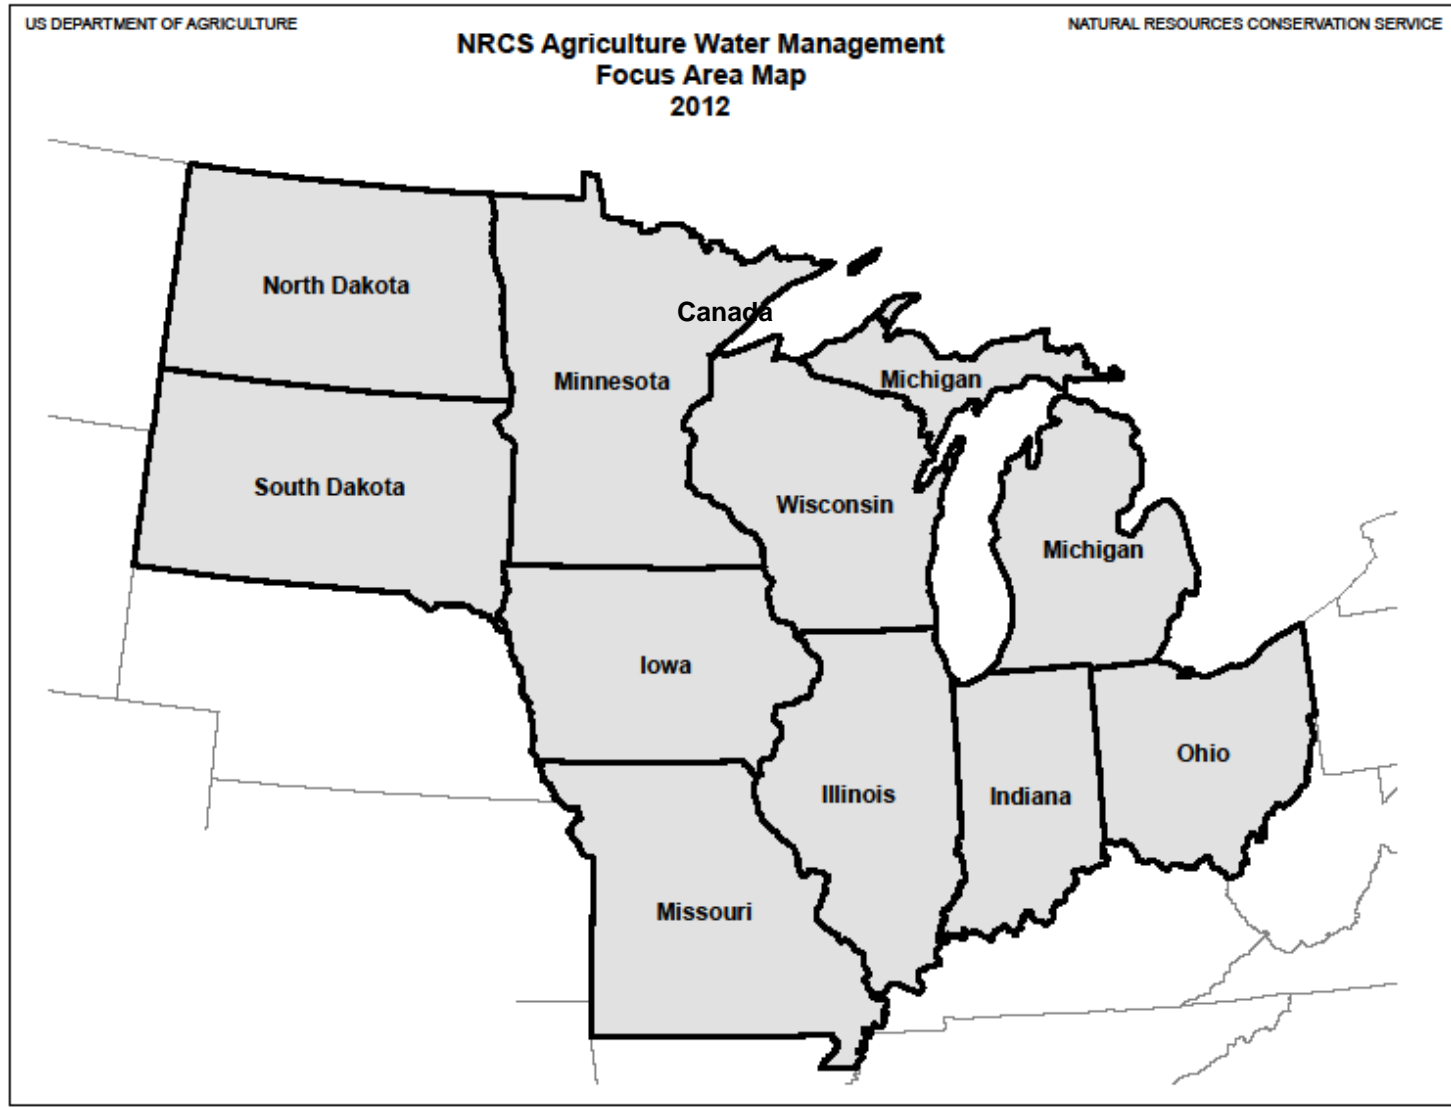 US DEPARTMENT OF AGRICULTURE
NATURAL RESOURCES CONSERVATION SERVICE
NRCS Agriculture Water Management
Focus Area Map
2012
North Dakota
Canada
Minnesota
Michigan
South Dakota
Wisconsin
Michigan
Iowa
Ohio
Illinois
Indiana
Missouri